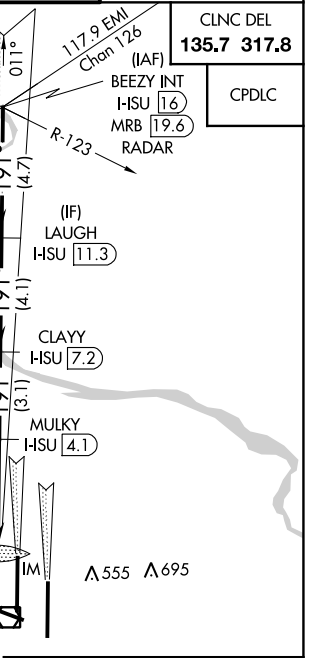 CLNC DEL
135.7 317.8
CPDLC
117.9 EMI
Chan 126
011°
(IAF)
BEEZY INT
I-ISU 16
MRB 19.6
RADAR
R-123
191
(4.7)
(IF)
LAUGH
I-ISU 11.3
191
(4.1)
CLAYY
I-ISU 7.2
191
(3.1)
MULKY
I-ISU 4.1
IM
555
695